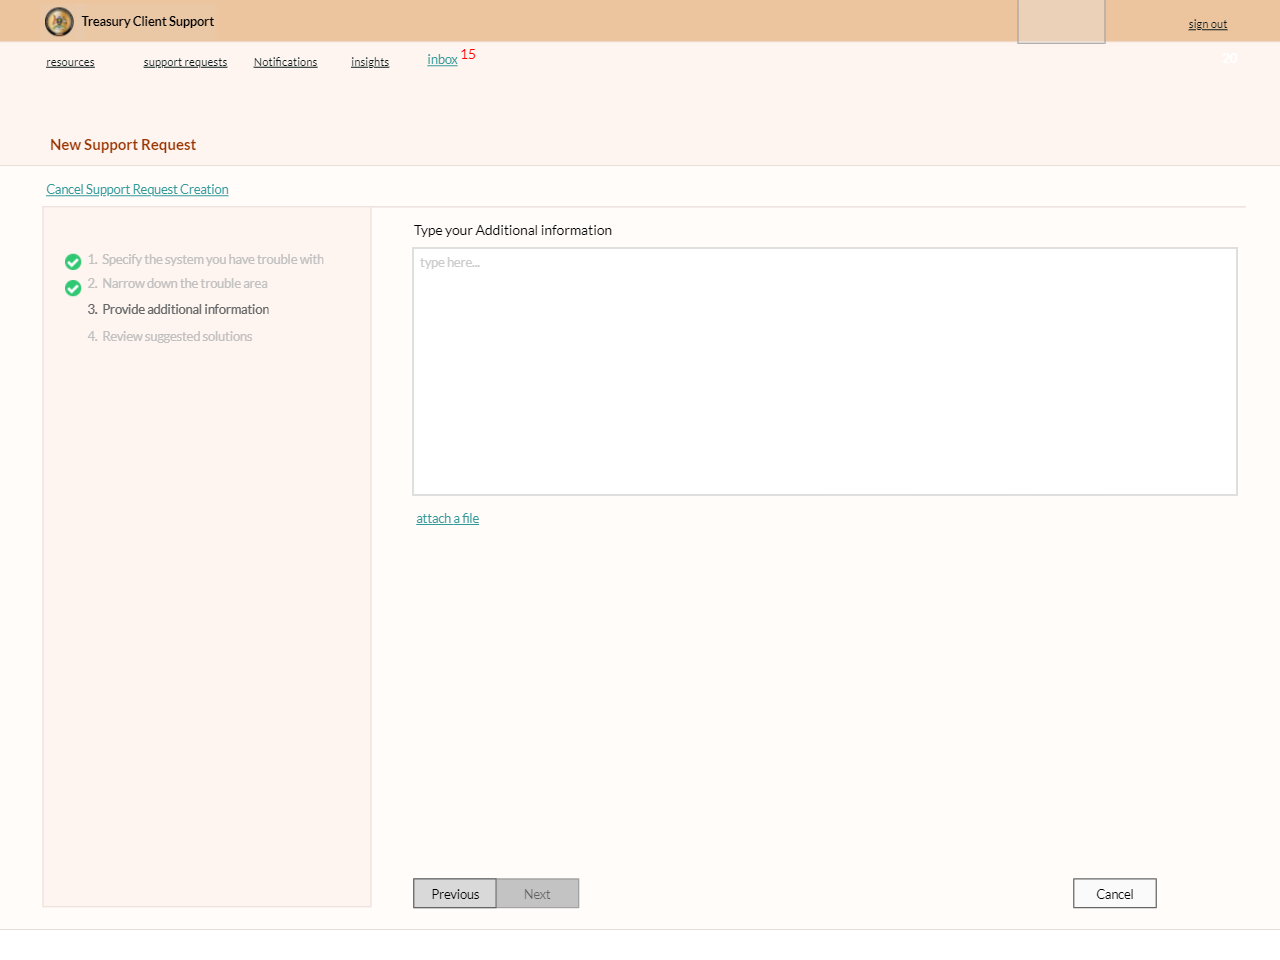 Treasury Client Support
sign out
resources
support requests
Notifications
insights
inbox 15
20
New Support Request
Cancel Support Request Creation
1. Specify the system you have trouble with
2. Narrow down the trouble area
3. Provide additional information
4. Review suggested solutions
Type your Additional information
type here...
attach a file
Previous
Next
Cancel